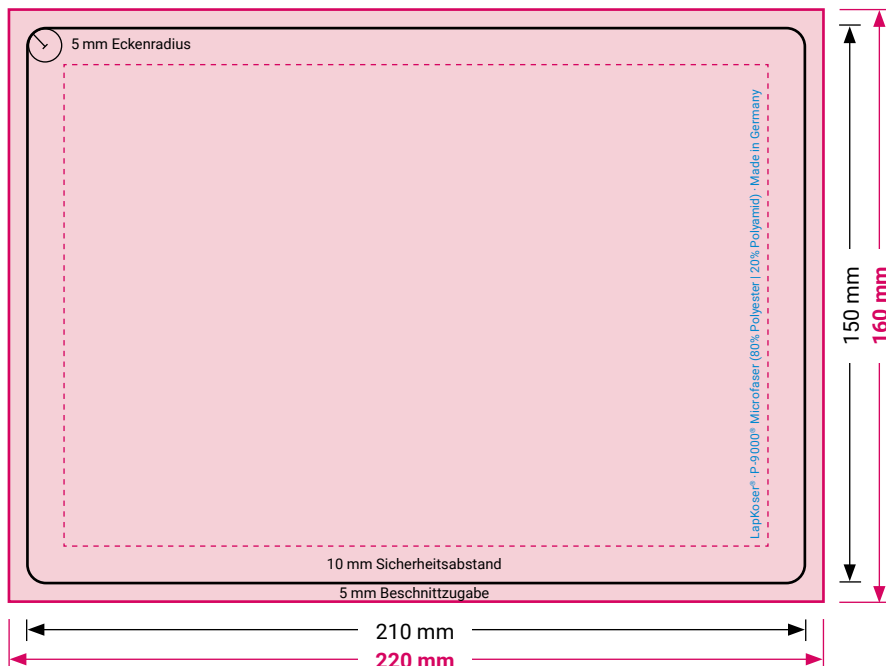 5 mm Eckenradius
LapKoser® · P-9000® Microfaser (80% Polyester | 20% Polyamid) · Made in Germany
150 mm
160 mm
10 mm Sicherheitsabstand
5 mm Beschnittzugabe
210 mm
220 mm